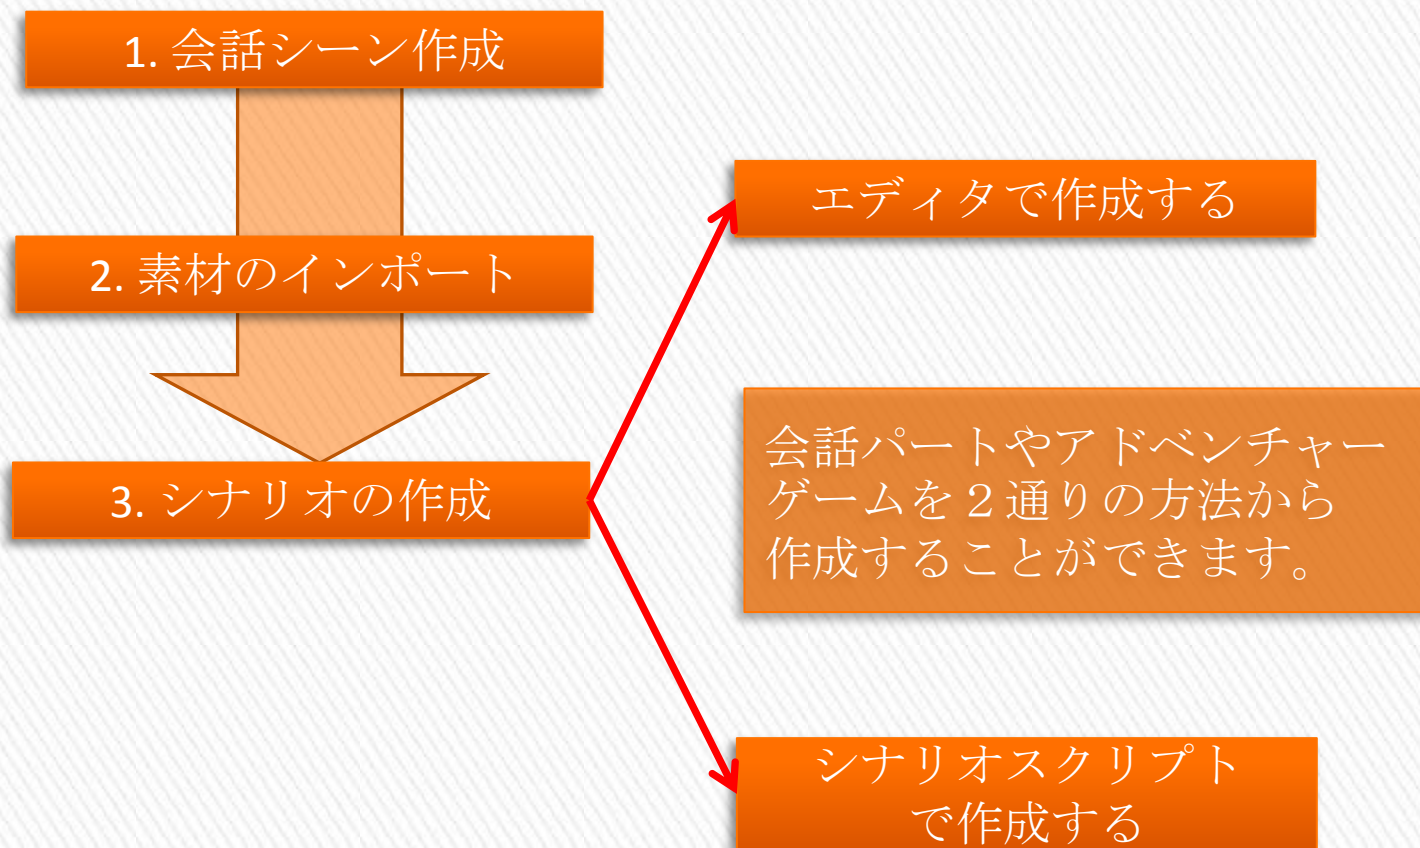 1. 会話シーン作成
2. 素材のインポート
3. シナリオの作成
エディタで作成する
会話パートやアドベンチャー
ゲームを２通りの方法から
作成することができます。
シナリオスクリプト
で作成する